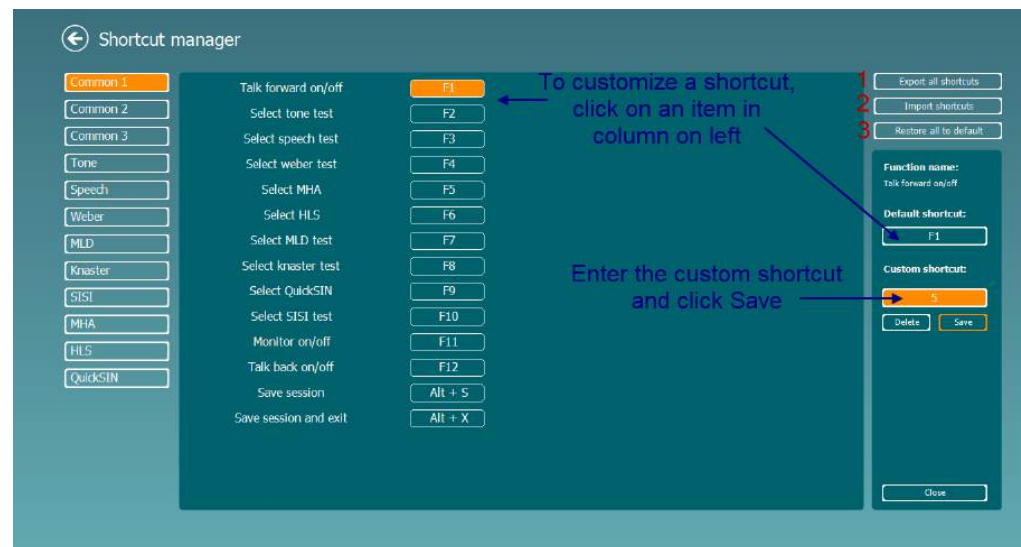 Shortcut manager
Common 1
Common 2
Common 3
Tone
Speech
Weber
MLD
Knaster
SISI
MHA
HLS
QuickSIN
Talk forward on/off F1
Select tone test F2
Select speech test F3
Select weber test F4
Select MHA F5
Select HLS F6
Select MLD test F7
Select knaster test F8
Select QuickSIN F9
Select SISI test F10
Monitor on/off F11
Talk back on/off F12
Save session Alt + S
Save session and exit Alt + X
To customize a shortcut,
click on an item in
column on left
Enter the custom shortcut
and click Save
1 Export all shortcuts
2 Import shortcuts
3 Restore all to default
Function name:
Talk forward on/off
Default shortcut:
F1
Custom shortcut:
S
Delete Save
Close